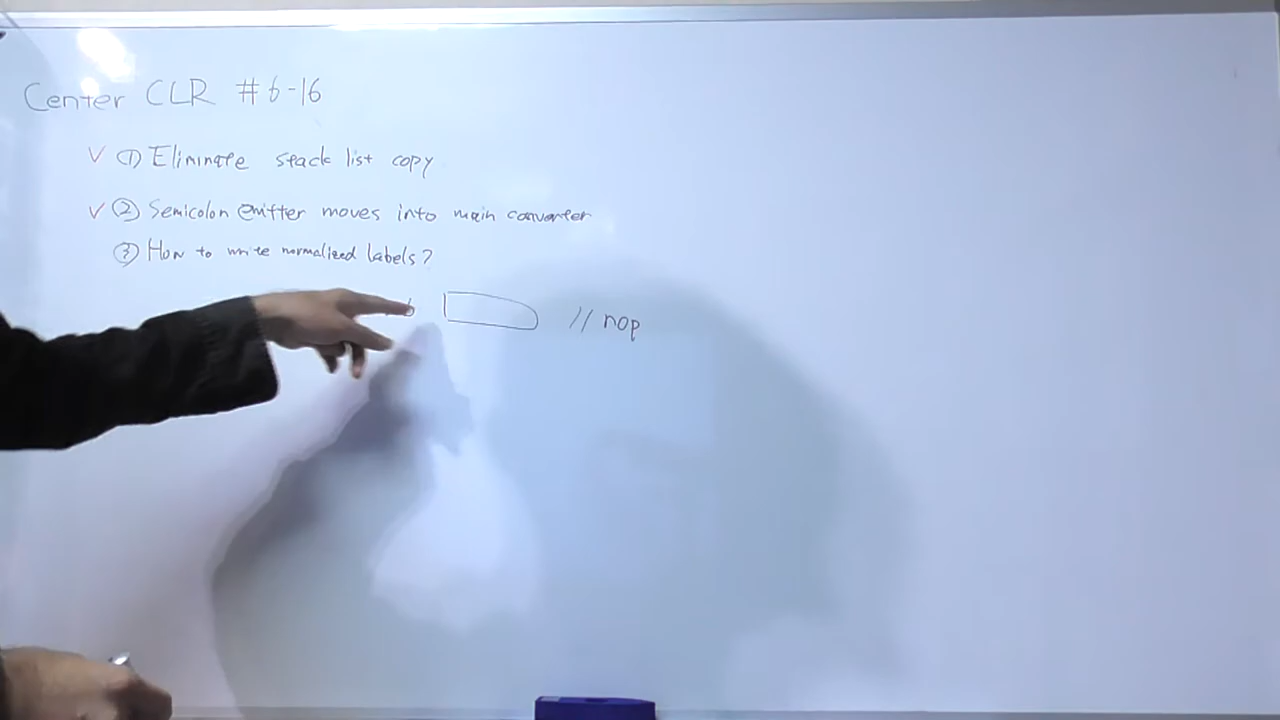 Center CLR #6-16
✓ ① Eliminate stack list copy
✓ ② Semicolon emitter moves into main converter
③ How to write normalized labels?
// nop